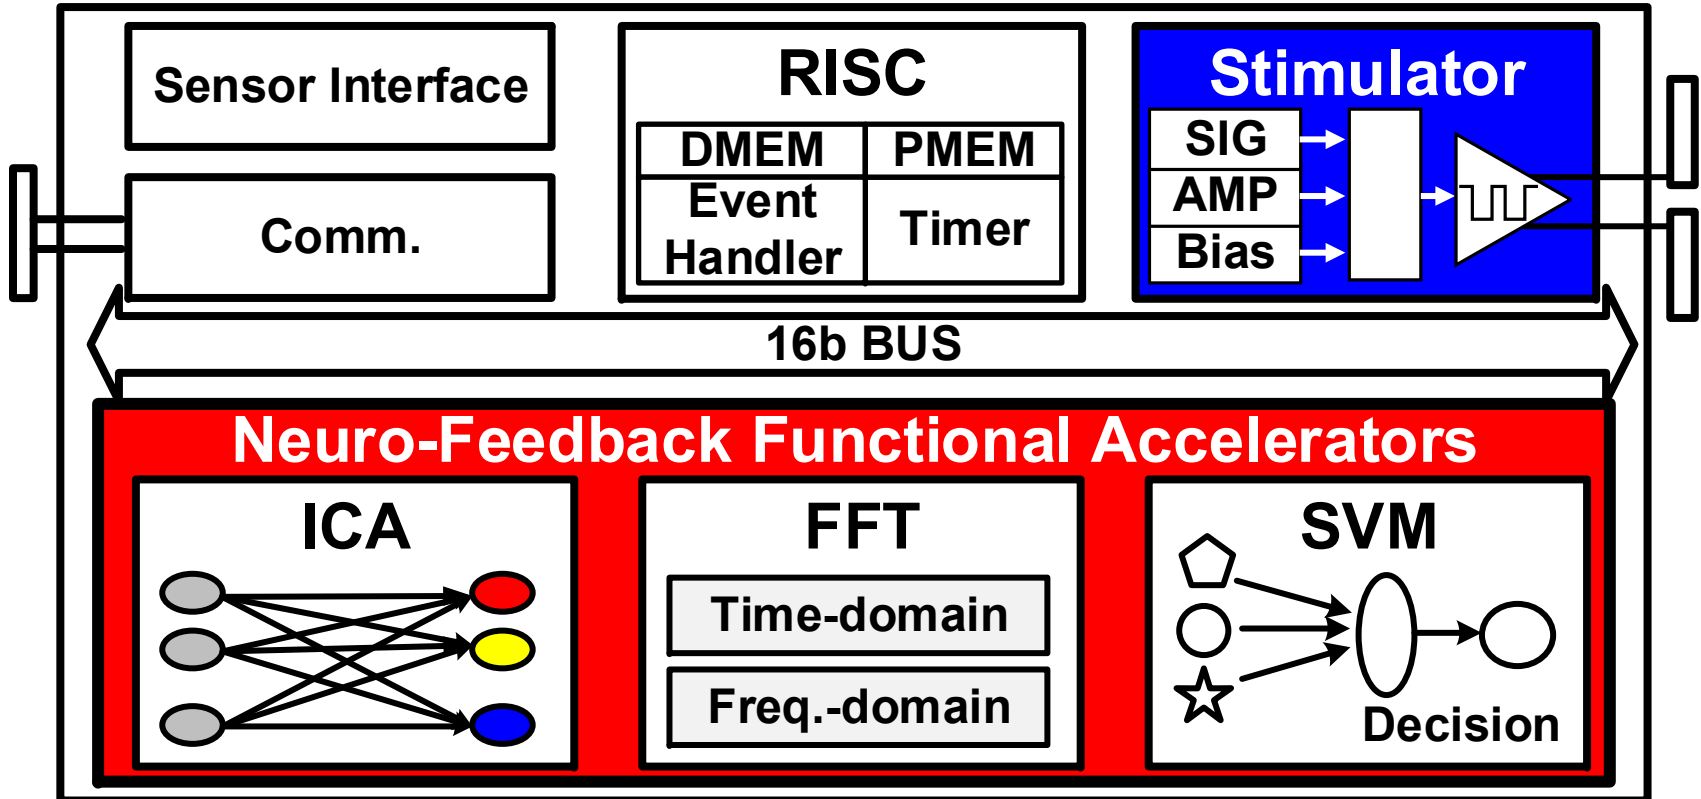 Sensor Interface
Comm.
RISC
DMEM
PMEM
Event
Handler
Timer
Stimulator
SIG
AMP
Bias
16b BUS
Neuro-Feedback Functional Accelerators
ICA
FFT
Time-domain
Freq.-domain
SVM
Decision